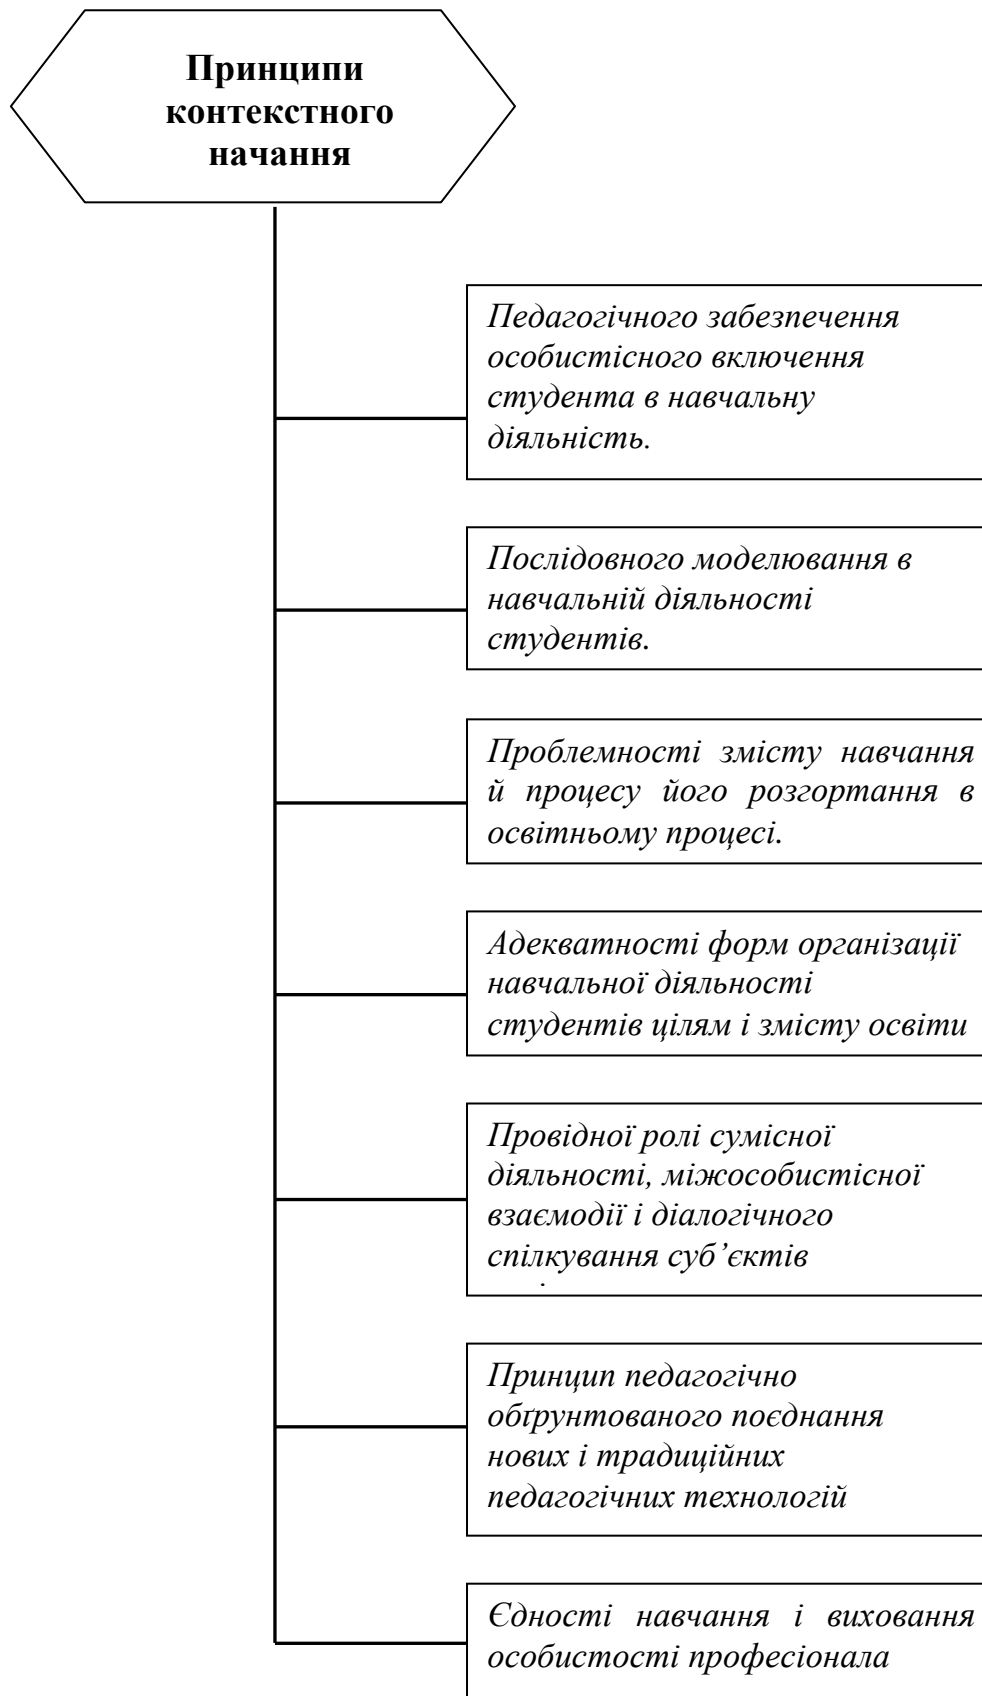 Принципи
контекстного
начання
Педагогічного забезпечення
особистісного включення
студента в навчальну
діяльність.
Послідовного моделювання в
навчальній діяльності
студентів.
Проблемності змісту навчання
й процесу його розгортання в
освітньому процесі.
Адекватності форм організації
навчальної діяльності
студентів цілям і змісту освіти
Провідної ролі сумісної
діяльності, міжособистісної
взаємодії і діалогічного
спілкування суб’єктів
Принцип педагогічно
обґрунтованого поєднання
нових і традиційних
педагогічних технологій
Єдності навчання і виховання
особистості професіонала